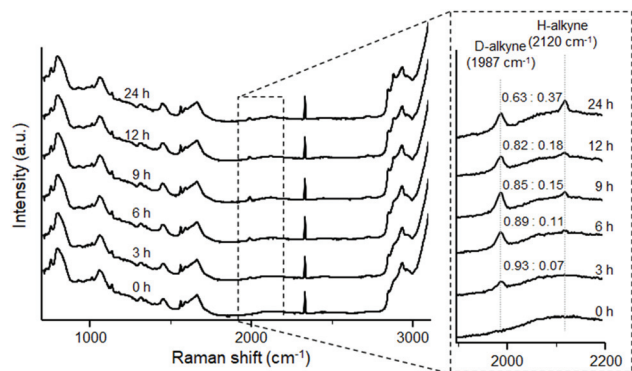 H-alkyne
(2120 cm⁻¹)
D-alkyne
(1987 cm⁻¹)
24 h
12 h
9 h
6 h
3 h
0 h
0.63 : 0.37
24 h
0.82 : 0.18
12 h
0.85 : 0.15
9 h
0.89 : 0.11
6 h
0.93 : 0.07
3 h
0 h
Intensity (a.u.)
1000
2000
3000
Raman shift (cm⁻¹)
2000
2200